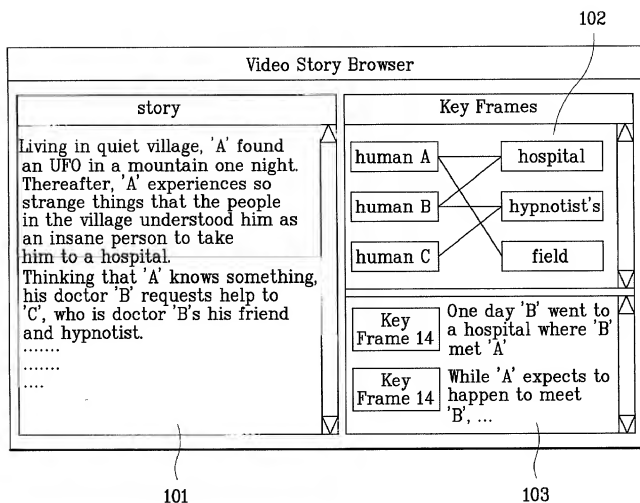 102
Video Story Browser
story
Living in quiet village, 'A' found
an UFO in a mountain one night.
Thereafter, 'A' experiences so
strange things that the people
in the village understood him as
an insane person to take
him to a hospital.
Thinking that 'A' knows something,
his doctor 'B' requests help to
'C', who is doctor 'B's his friend
and hypnotist.
.......
.......
....
Key Frames
human A
hospital
human B
hypnotist's
human C
field
Key
Frame 14
One day 'B' went to
a hospital where 'B'
met 'A'
Key
Frame 14
While 'A' expects to
happen to meet
'B', ...
101
103